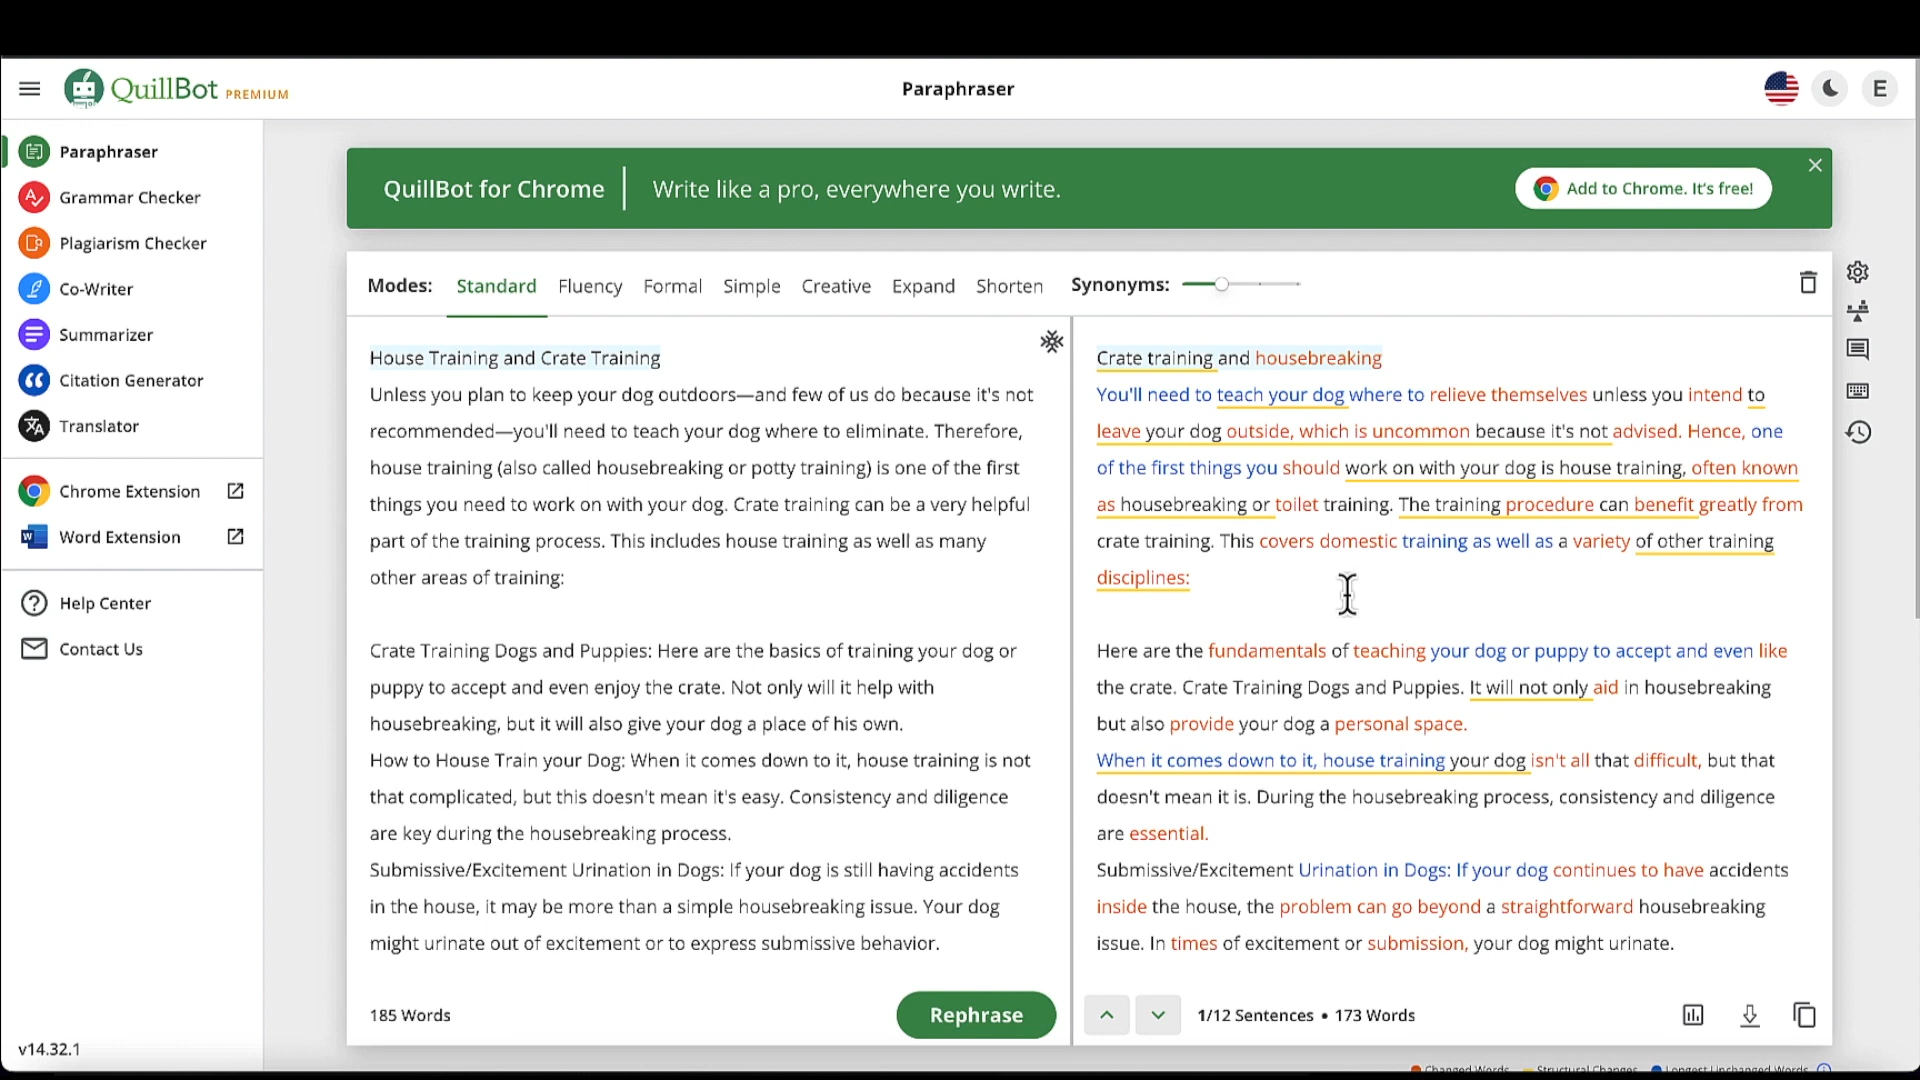 QuillBot PREMIUM
Paraphraser
E
Paraphraser
Grammar Checker
Plagiarism Checker
Co-Writer
Summarizer
Citation Generator
Translator
Chrome Extension
Word Extension
Help Center
Contact Us
v14.32.1
QuillBot for Chrome
Write like a pro, everywhere you write.
Add to Chrome. It's free!
Modes: Standard Fluency Formal Simple Creative Expand Shorten Synonyms:
House Training and Crate Training
Unless you plan to keep your dog outdoors—and few of us do because it's not
recommended—you'll need to teach your dog where to eliminate. Therefore,
house training (also called housebreaking or potty training) is one of the first
things you need to work on with your dog. Crate training can be a very helpful
part of the training process. This includes house training as well as many
other areas of training:
Crate Training Dogs and Puppies: Here are the basics of training your dog or
puppy to accept and even enjoy the crate. Not only will it help with
housebreaking, but it will also give your dog a place of his own.
How to House Train your Dog: When it comes down to it, house training is not
that complicated, but this doesn't mean it's easy. Consistency and diligence
are key during the housebreaking process.
Submissive/Excitement Urination in Dogs: If your dog is still having accidents
in the house, it may be more than a simple housebreaking issue. Your dog
might urinate out of excitement or to express submissive behavior.
185 Words
Rephrase
Crate training and housebreaking
You'll need to teach your dog where to relieve themselves unless you intend to
leave your dog outside, which is uncommon because it's not advised. Hence, one
of the first things you should work on with your dog is house training, often known
as housebreaking or toilet training. The training procedure can benefit greatly from
crate training. This covers domestic training as well as a variety of other training
disciplines:
Here are the fundamentals of teaching your dog or puppy to accept and even like
the crate. Crate Training Dogs and Puppies. It will not only aid in housebreaking
but also provide your dog a personal space.
When it comes down to it, house training your dog isn't all that difficult, but that
doesn't mean it is. During the housebreaking process, consistency and diligence
are essential.
Submissive/Excitement Urination in Dogs: If your dog continues to have accidents
inside the house, the problem can go beyond a straightforward housebreaking
issue. In times of excitement or submission, your dog might urinate.
1/12 Sentences • 173 Words
Changed Words Structural Changes Longest Unchanged Words